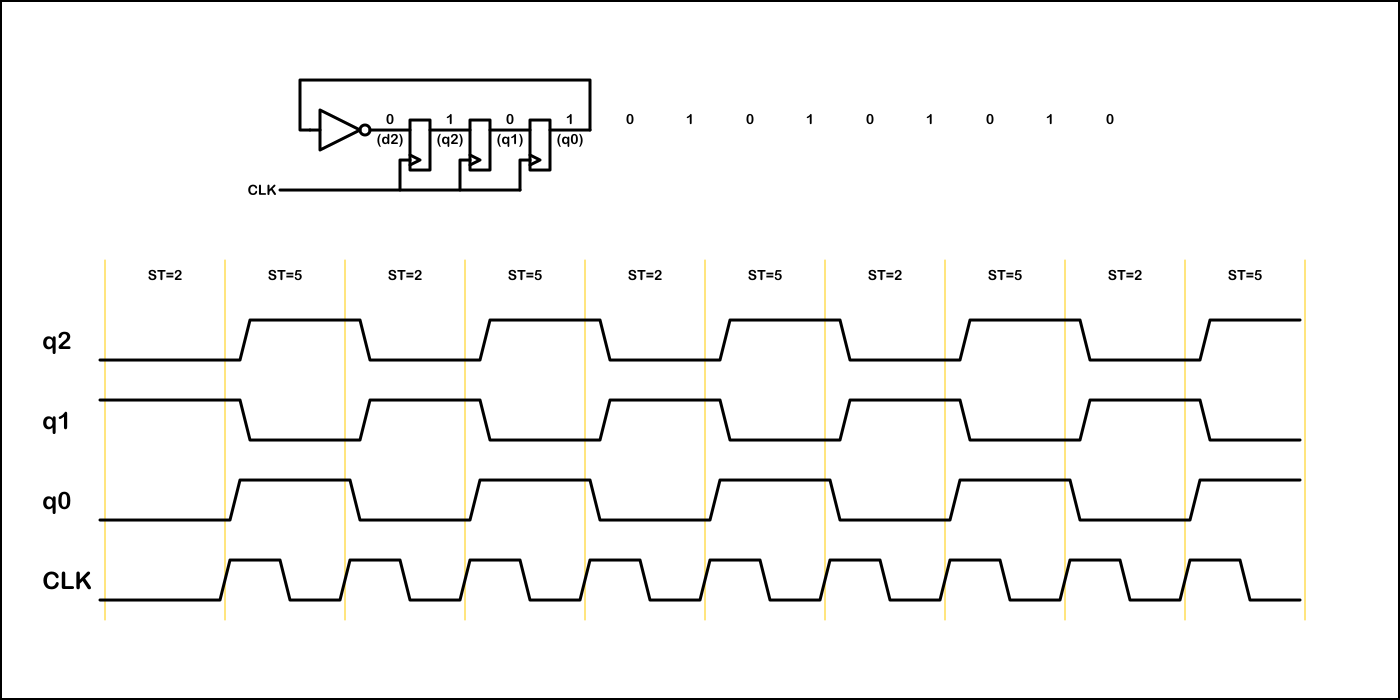 0 1 0 1 0 1 0 1 0 1 0 1 0
(d2) (q2) (q1) (q0)
CLK
ST=2 ST=5 ST=2 ST=5 ST=2 ST=5 ST=2 ST=5 ST=2 ST=5
q2
q1
q0
CLK